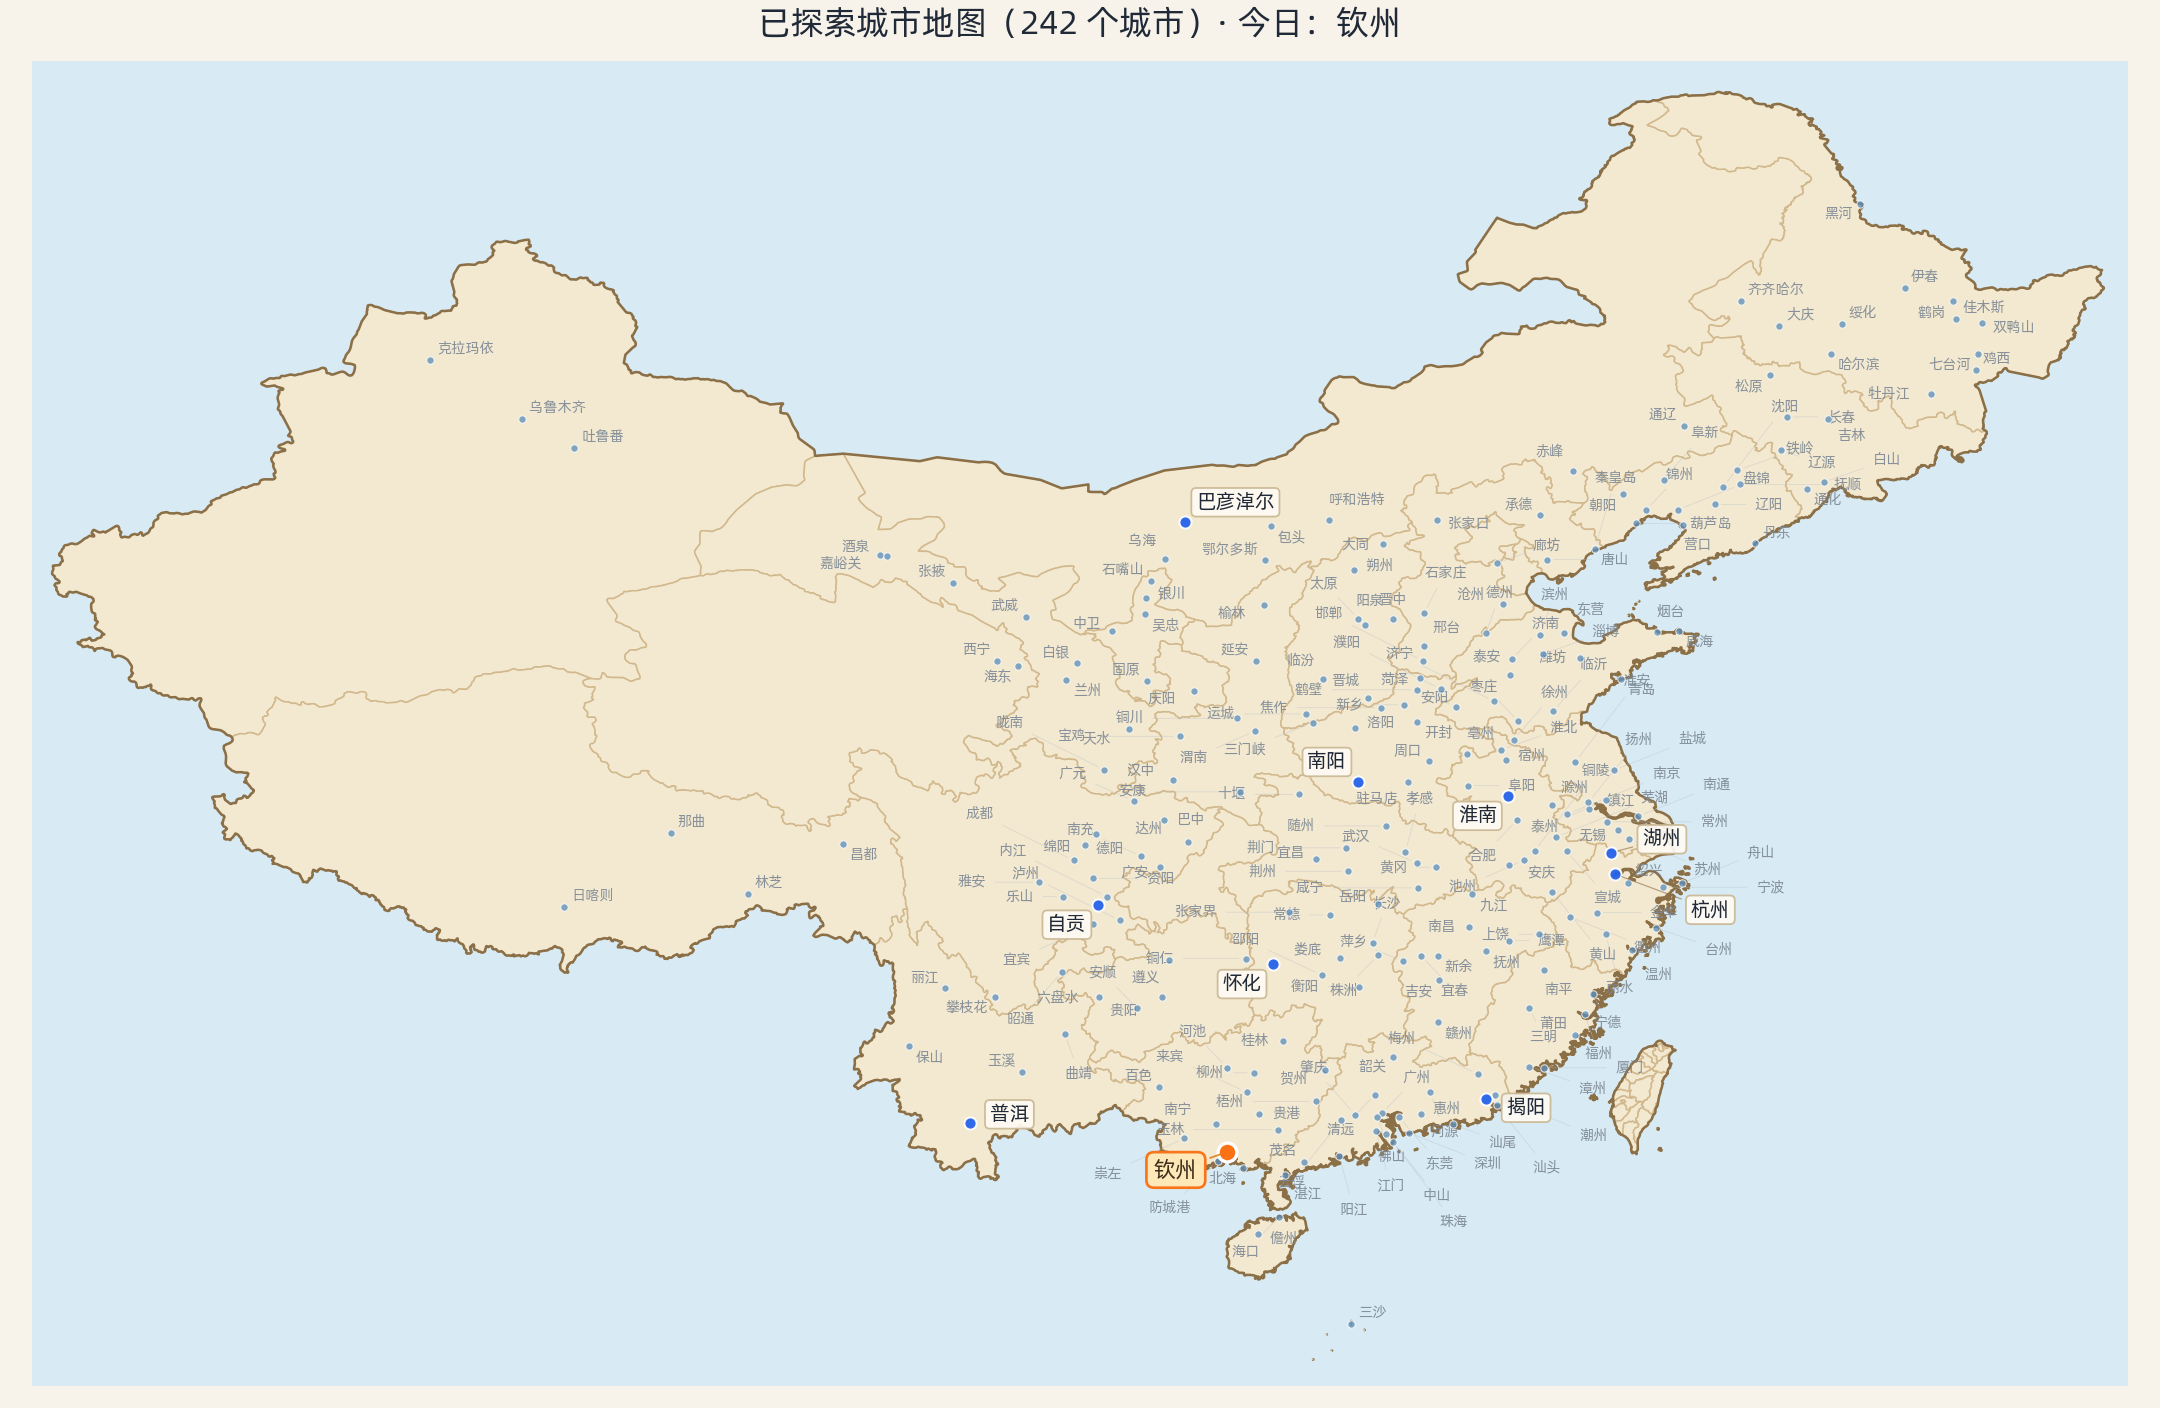 已探索城市地图（242 个城市）· 今日：钦州
黑河
伊春
齐齐哈尔
佳木斯
大庆
绥化
鹤岗
双鸭山
克拉玛依
鸡西
哈尔滨
七台河
松原
牡丹江
乌鲁木齐
沈阳
通辽
长春
吐鲁番
阜新
吉林
赤峰
铁岭
辽源
白山
秦皇岛
锦州
盘锦
抚顺
巴彦淖尔
呼和浩特
承德
朝阳
辽阳
通化
张家口
葫芦岛
丹东
包头
乌海
酒泉
鄂尔多斯
大同
廊坊
营口
嘉峪关
张掖
石嘴山
朔州
石家庄
唐山
太原
银川
沧州
德州
滨州
武威
榆林
邯郸
阳泉
晋中
东营
烟台
中卫
吴忠
邢台
济南
淄博
威海
西宁
白银
延安
濮阳
临汾
济宁
泰安
潍坊
临沂
海东
固原
兰州
庆阳
鹤壁
晋城
菏泽
枣庄
淮安
青岛
安阳
徐州
铜川
运城
焦作
新乡
陇南
洛阳
开封
亳州
淮北
宝鸡
天水
渭南
三门峡
周口
宿州
扬州
盐城
南阳
广元
汉中
铜陵
南京
安康
十堰
驻马店
孝感
阜阳
滁州
镇江
芜湖
南通
成都
淮南
那曲
南充
达州
巴中
随州
武汉
泰州
无锡
常州
湖州
绵阳
德阳
荆门
宜昌
合肥
舟山
内江
昌都
黄冈
泸州
广安
资阳
荆州
安庆
绍兴
苏州
雅安
林芝
咸宁
池州
宁波
日喀则
乐山
岳阳
长沙
宣城
自贡
张家界
常德
九江
金华
杭州
南昌
邵阳
萍乡
上饶
鹰潭
台州
娄底
衢州
宜宾
铜仁
黄山
丽江
安顺
遵义
怀化
新余
抚州
温州
攀枝花
六盘水
衡阳
株洲
吉安
宜春
南平
丽水
昭通
贵阳
莆田
宁德
河池
桂林
梅州
赣州
三明
保山
来宾
福州
玉溪
曲靖
百色
柳州
贺州
肇庆
韶关
广州
厦门
漳州
普洱
南宁
梧州
贵港
惠州
揭阳
玉林
清远
河源
汕尾
潮州
钦州
茂名
佛山
东莞
深圳
汕头
崇左
北海
江门
湛江
中山
防城港
阳江
珠海
海口
儋州
三沙